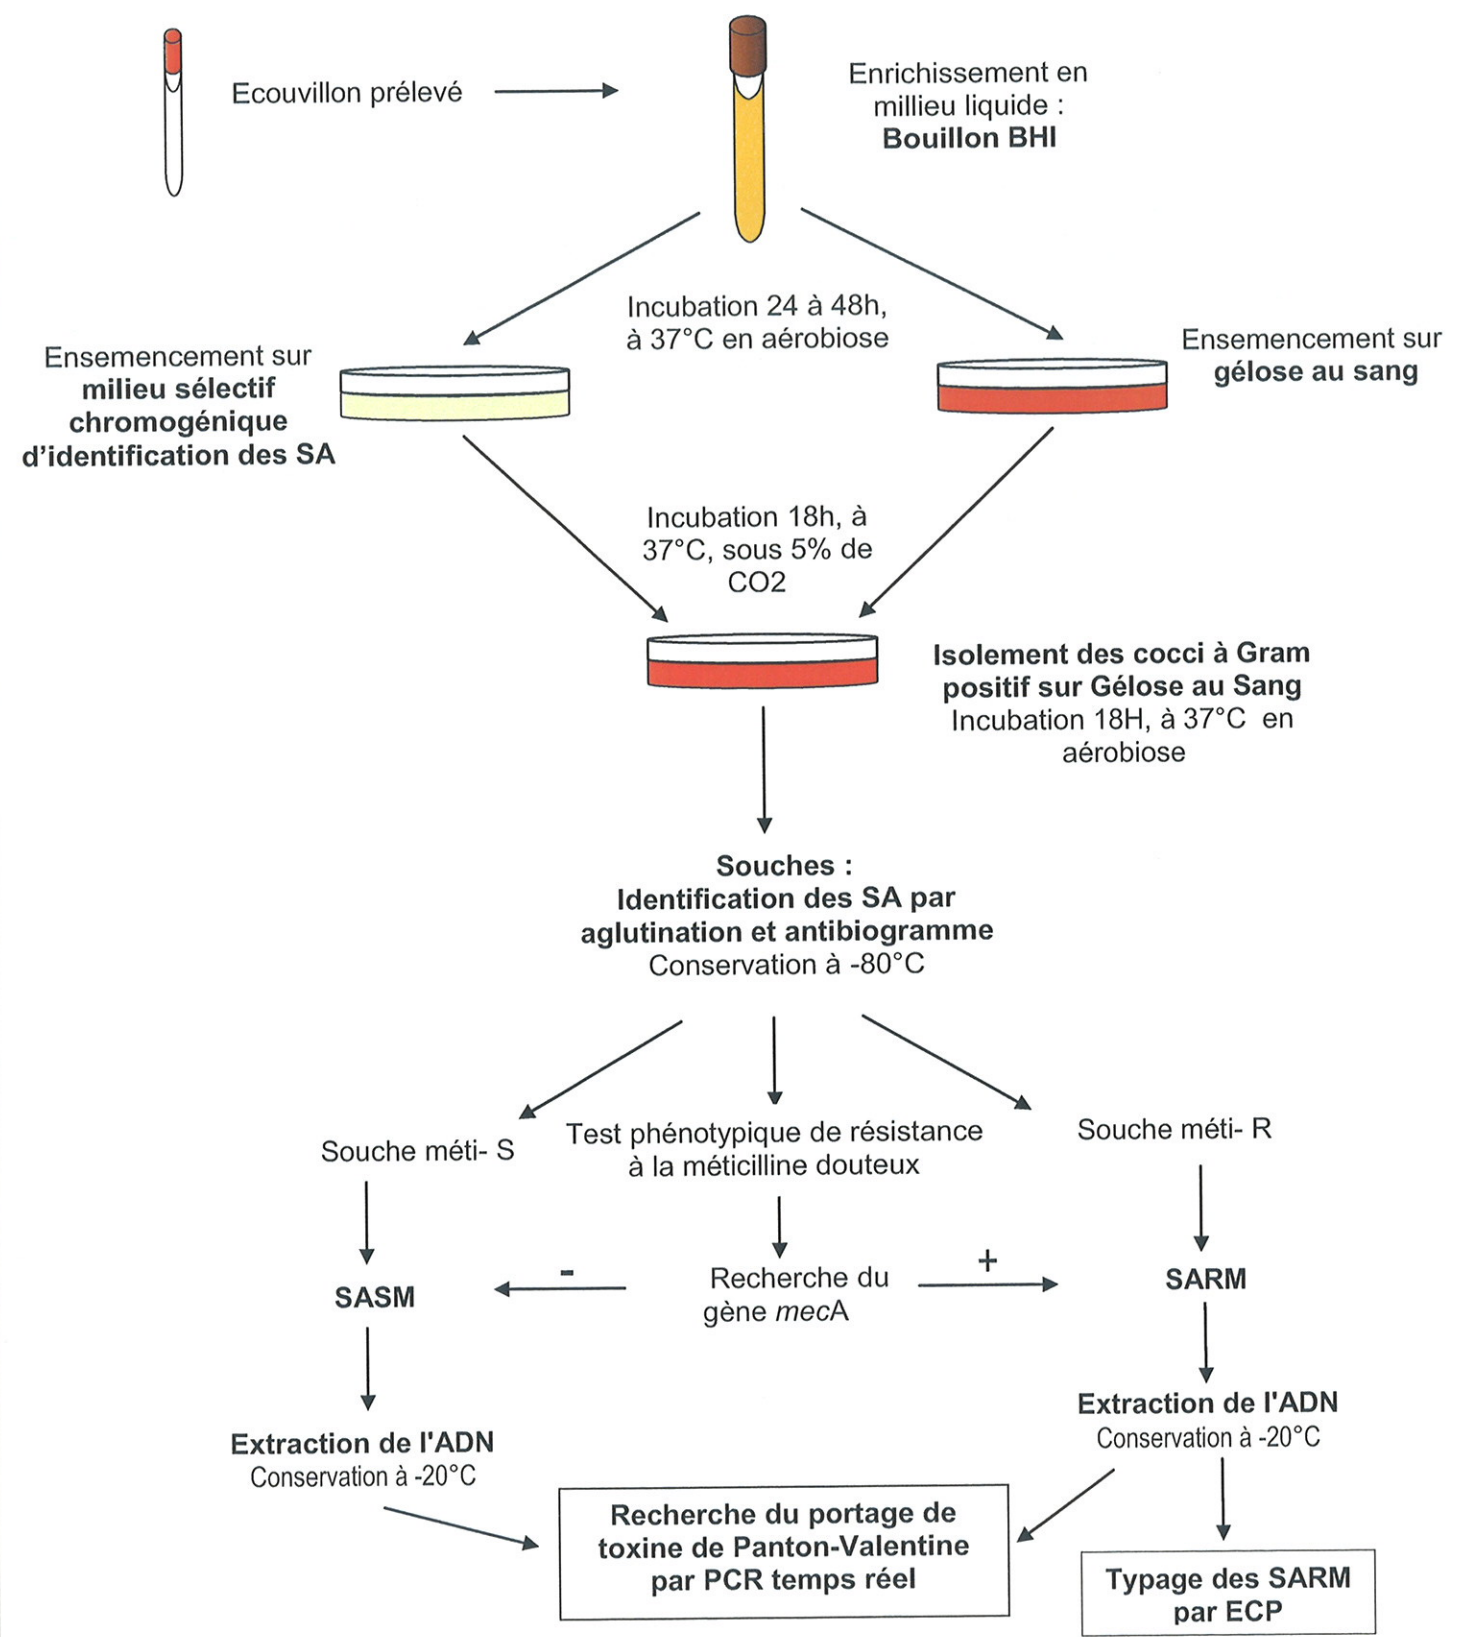 Ecouvillon prélevé
Enrichissement en
millieu liquide :
Bouillon BHI
Incubation 24 à 48h,
à 37°C en aérobiose
Ensemencement sur
milieu sélectif
chromogénique
d'identification des SA
Ensemencement sur
gélose au sang
Incubation 18h, à
37°C, sous 5% de
CO2
Isolement des cocci à Gram
positif sur Gélose au Sang
Incubation 18H, à 37°C en
aérobiose
Souches :
Identification des SA par
aglutination et antibiogramme
Conservation à -80°C
Souche méti- S
Test phénotypique de résistance
à la méticilline douteux
Souche méti- R
SASM
-
Recherche du
gène mecA
+
SARM
Extraction de l'ADN
Conservation à -20°C
Extraction de l'ADN
Conservation à -20°C
Recherche du portage de
toxine de Panton-Valentine
par PCR temps réel
Typage des SARM
par ECP